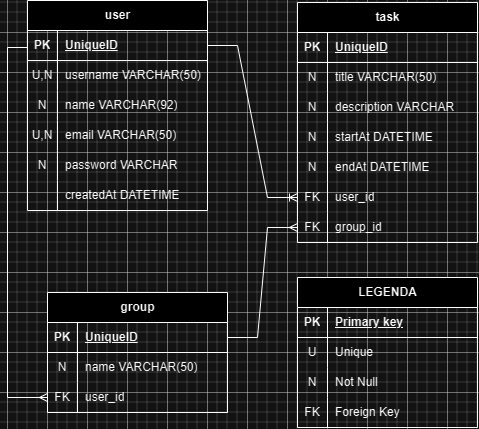 user
PK UniqueID
U,N username VARCHAR(50)
N name VARCHAR(92)
U,N email VARCHAR(50)
N password VARCHAR
createdAt DATETIME
task
PK UniqueID
N title VARCHAR(50)
N description VARCHAR
N startAt DATETIME
N endAt DATETIME
FK user_id
FK group_id
group
PK UniqueID
N name VARCHAR(50)
FK user_id
LEGENDA
PK Primary key
U Unique
N Not Null
FK Foreign Key